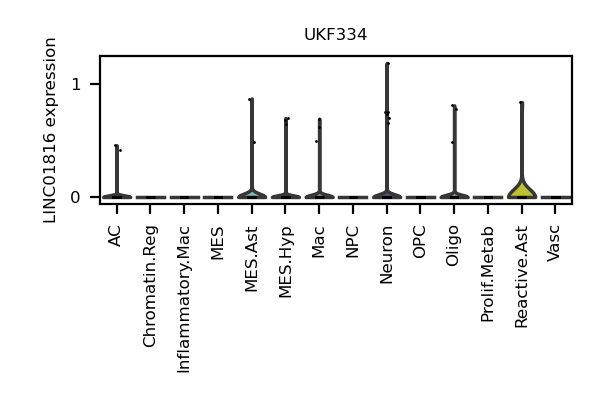 UKF334
LINC01816 expression
1
0
AC
Chromatin.Reg
Inflammatory.Mac
MES
MES.Ast
MES.Hyp
Mac
NPC
Neuron
OPC
Oligo
Prolif.Metab
Reactive.Ast
Vasc